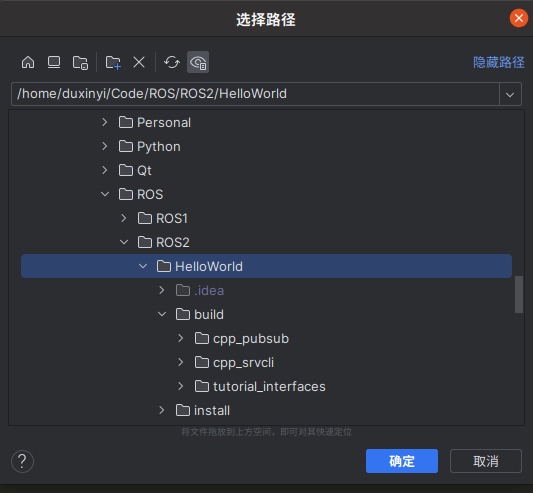 选择路径
隐藏路径
/home/duxinyi/Code/ROS/ROS2/HelloWorld
Personal
Python
Qt
ROS
ROS1
ROS2
HelloWorld
.idea
build
cpp_pubsub
cpp_srvcli
tutorial_interfaces
install
将文件拖放到上方空间，即可对其快速定位
?
确定
取消